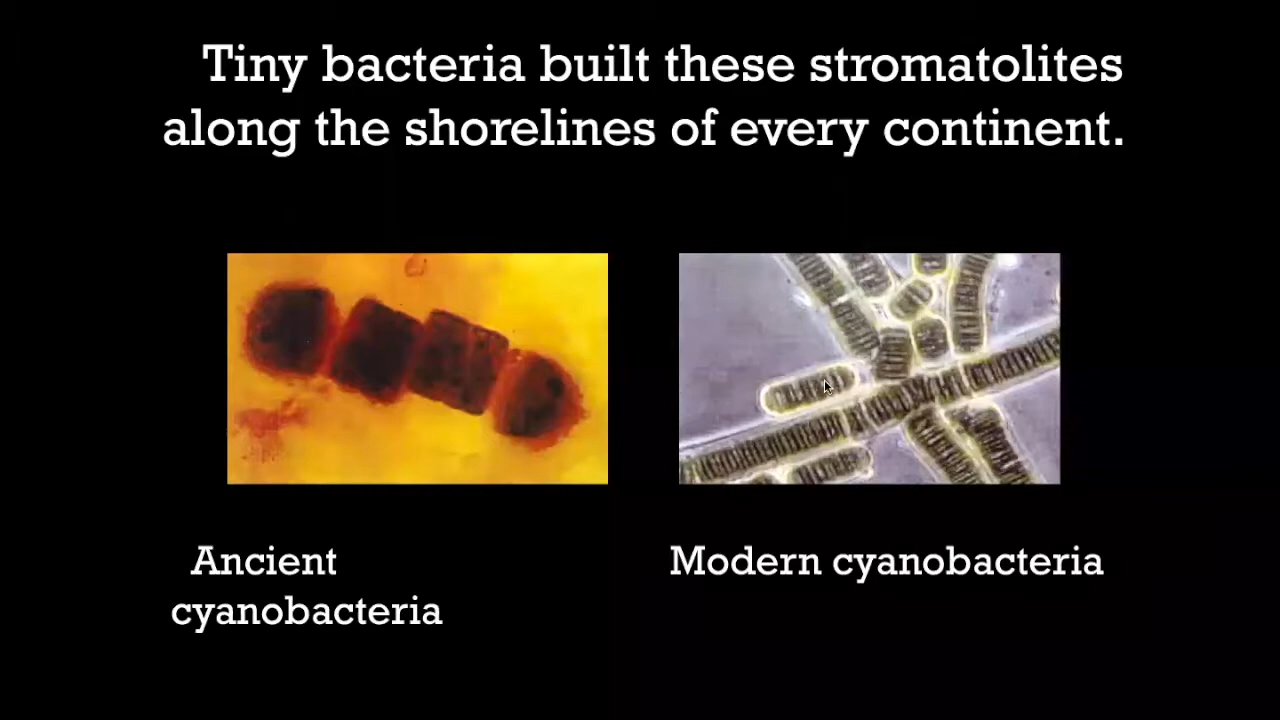 Tiny bacteria built these stromatolites
along the shorelines of every continent.
Ancient
cyanobacteria
Modern cyanobacteria